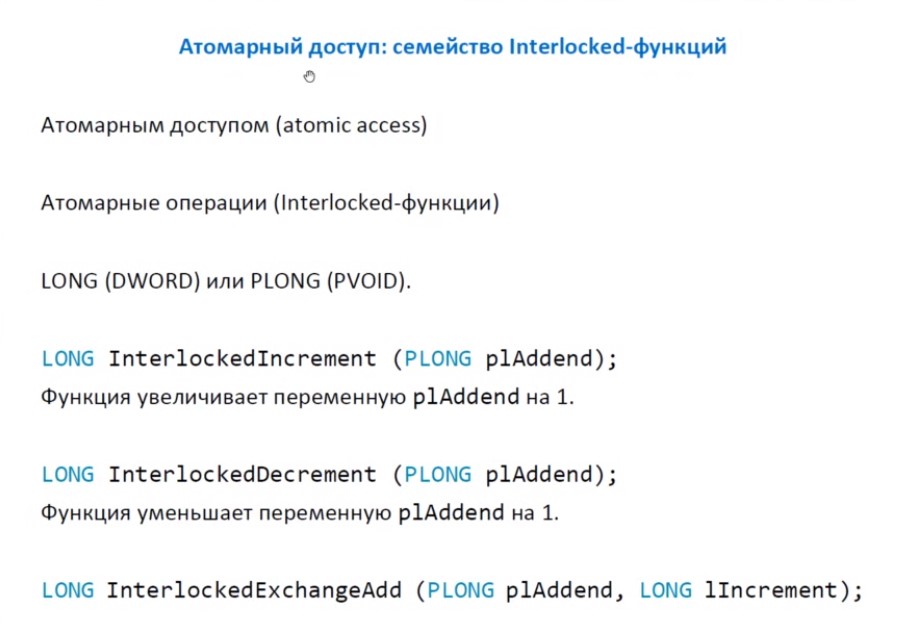 Атомарный доступ: семейство Interlocked-функций
Атомарным доступом (atomic access)
Атомарные операции (Interlocked-функции)
LONG (DWORD) или PLONG (PVOID).
LONG InterlockedIncrement (PLONG plAddend);
Функция увеличивает переменную plAddend на 1.
LONG InterlockedDecrement (PLONG plAddend);
Функция уменьшает переменную plAddend на 1.
LONG InterlockedExchangeAdd (PLONG plAddend, LONG lIncrement);